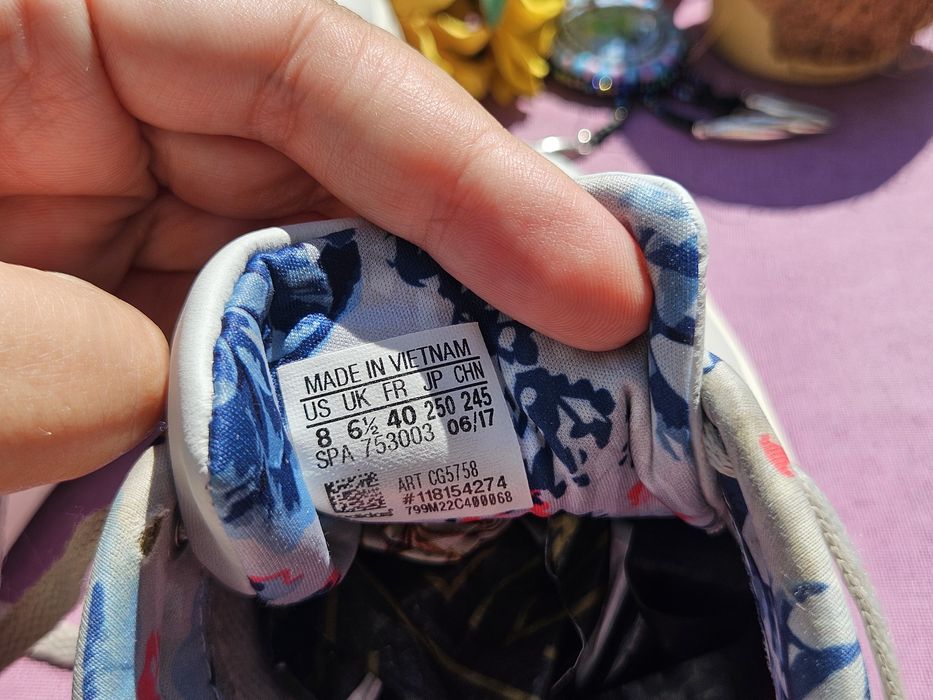 MADE IN VIETNAM
US UK FR JP CHN
8 6½ 40 250 245
SPA 753003 06/17
ART CG5758
#118154274
799M22C400068
adidas